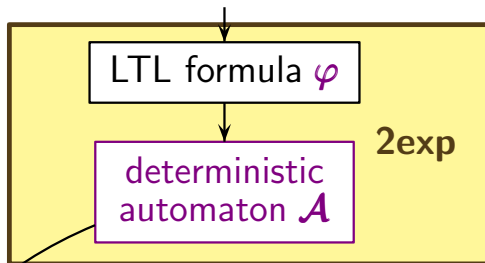 LTL formula φ
2exp
deterministic
automaton 𝓐